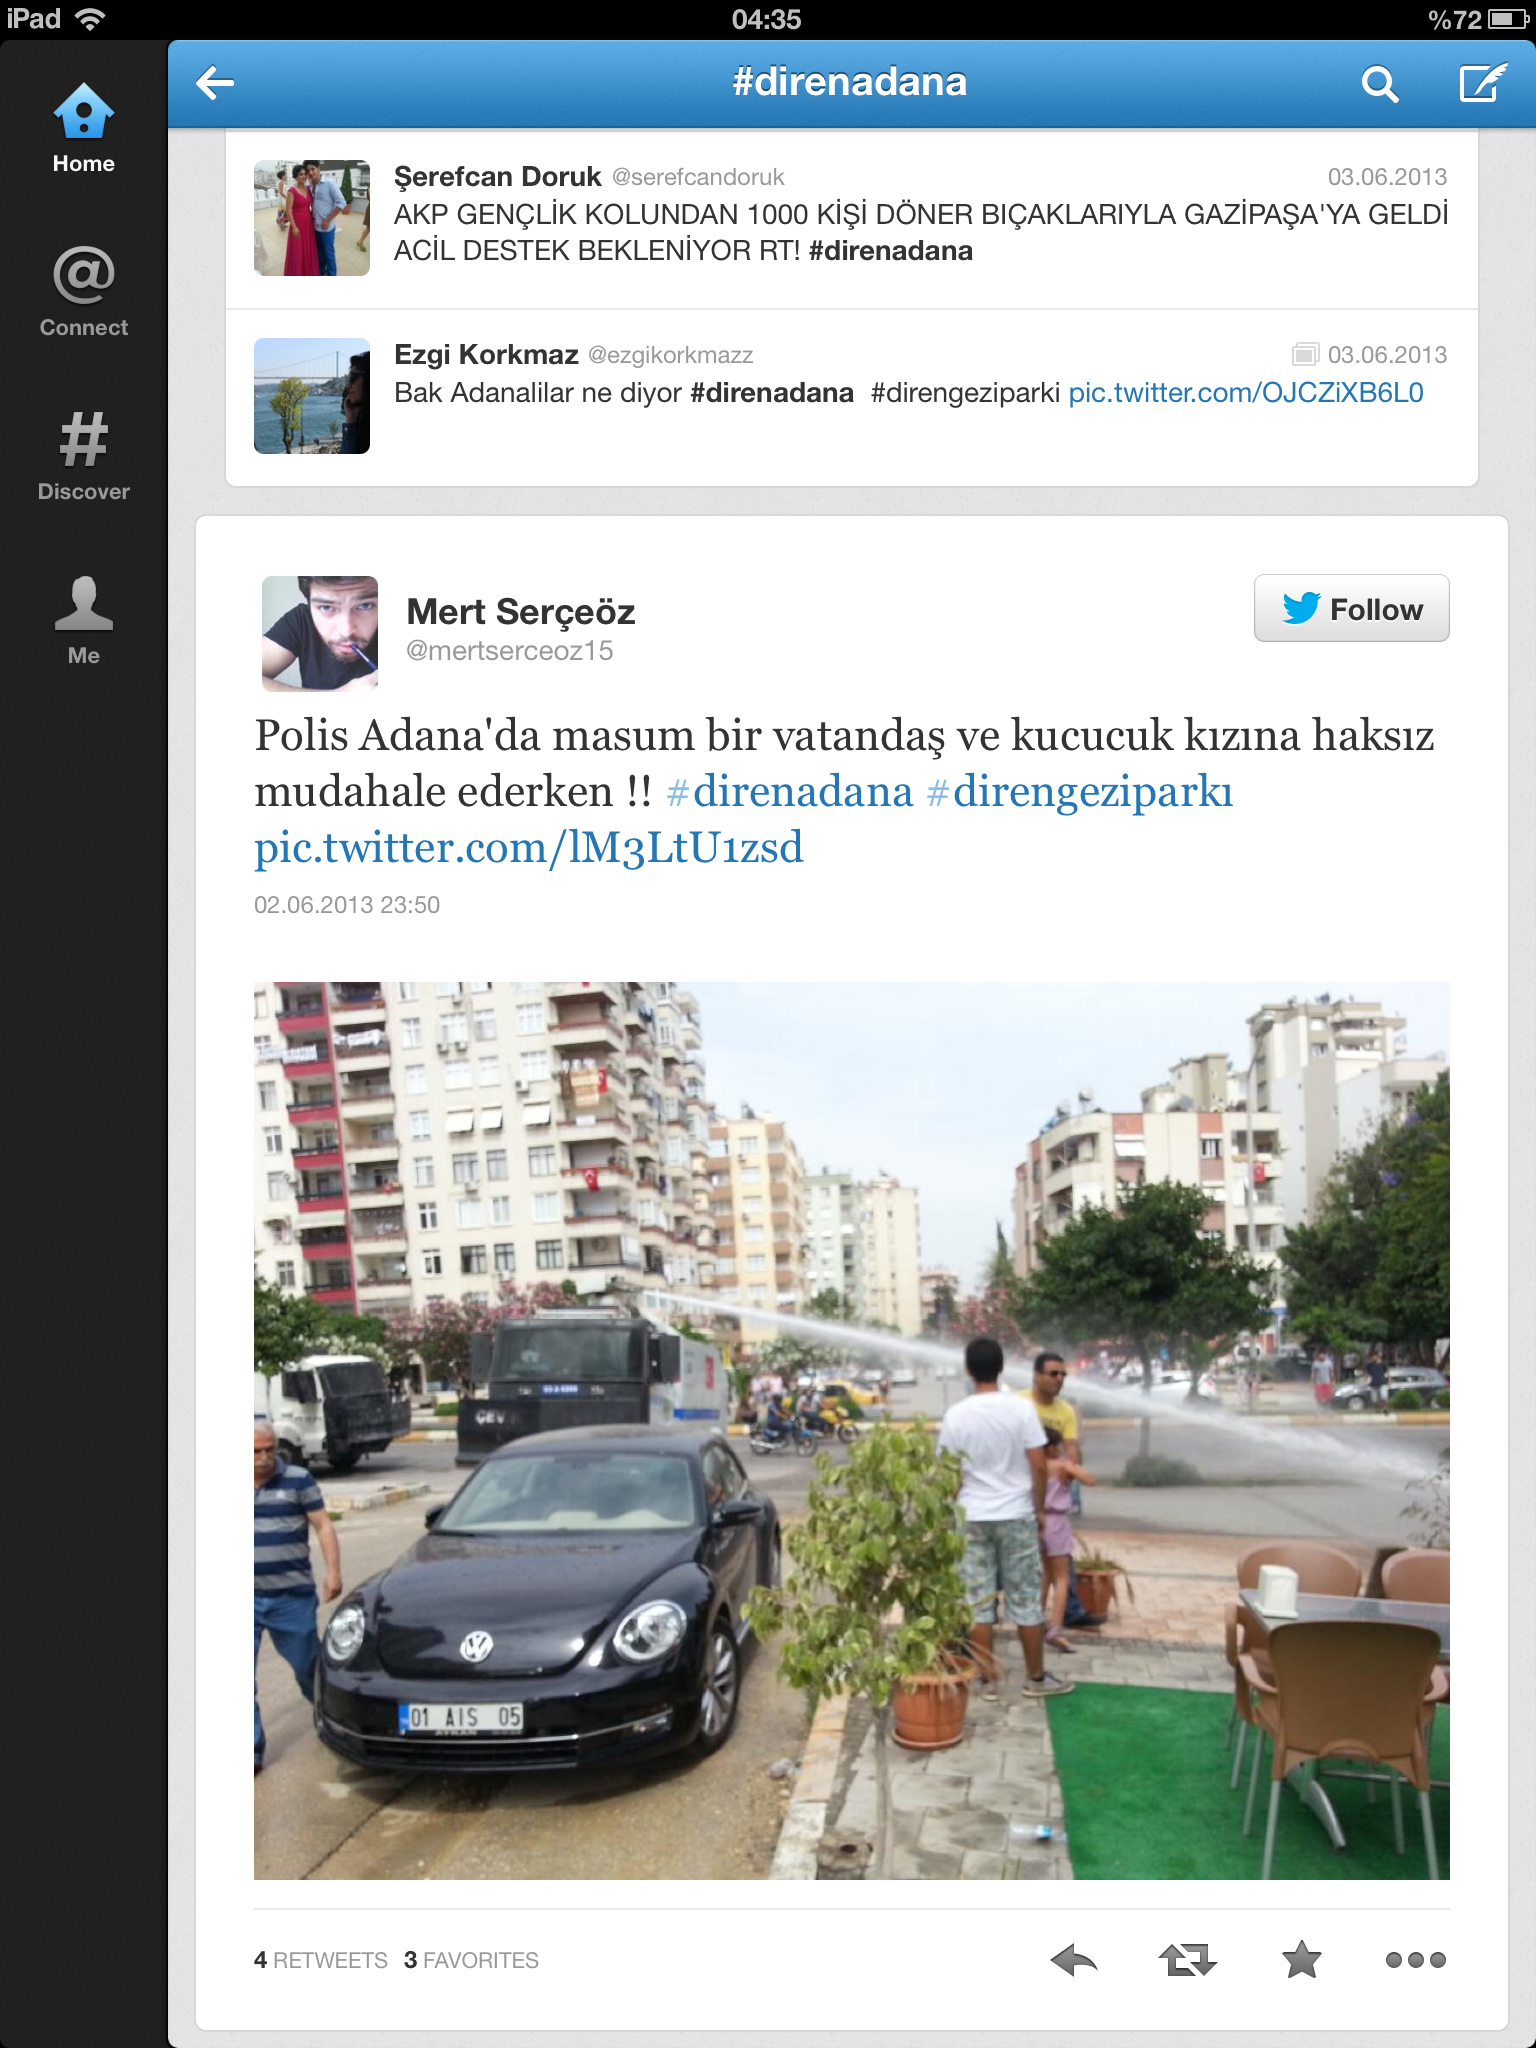 iPad
04:35
%72
#direnadana
Home
Connect
Discover
Me
Şerefcan Doruk @serefcandoruk 03.06.2013
AKP GENÇLİK KOLUNDAN 1000 KİŞİ DÖNER BIÇAKLARIYLA GAZİPAŞA'YA GELDİ
ACİL DESTEK BEKLENİYOR RT! #direnadana
Ezgi Korkmaz @ezgikorkmazz 03.06.2013
Bak Adanalilar ne diyor #direnadana #direngeziparki pic.twitter.com/OJCZiXB6L0
Mert Serçeöz
@mertserceoz15
Follow
Polis Adana'da masum bir vatandaş ve kucucuk kızına haksız
mudahale ederken !! #direnadana #direngeziparkı
pic.twitter.com/lM3LtU1zsd
02.06.2013 23:50
ÇEV
01 AIS 05
4 RETWEETS 3 FAVORITES